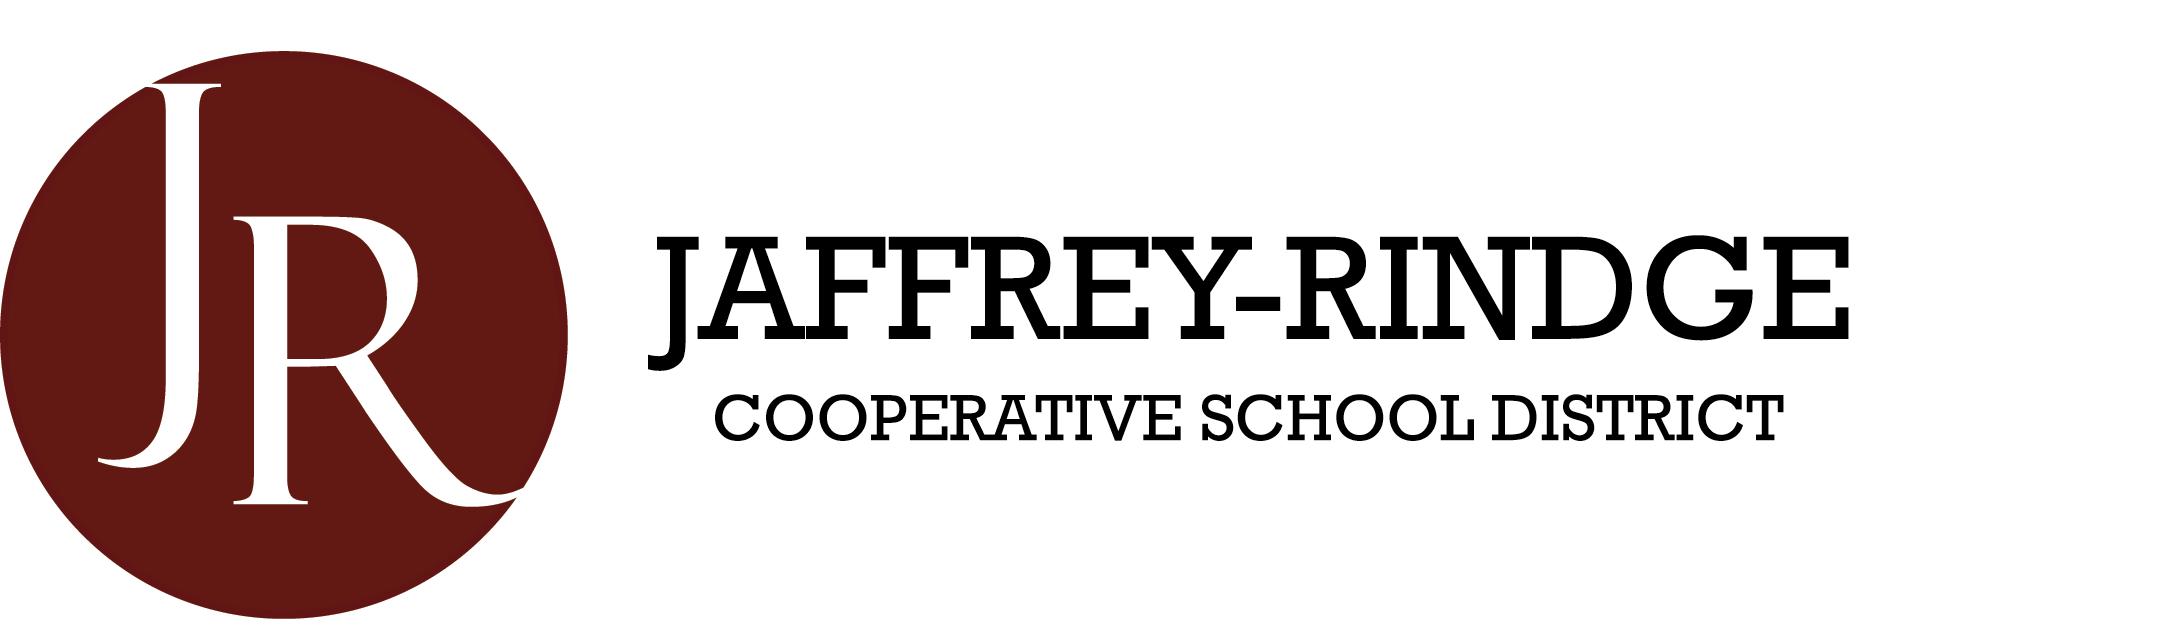 JR
JAFFREY-RINDGE
COOPERATIVE SCHOOL DISTRICT